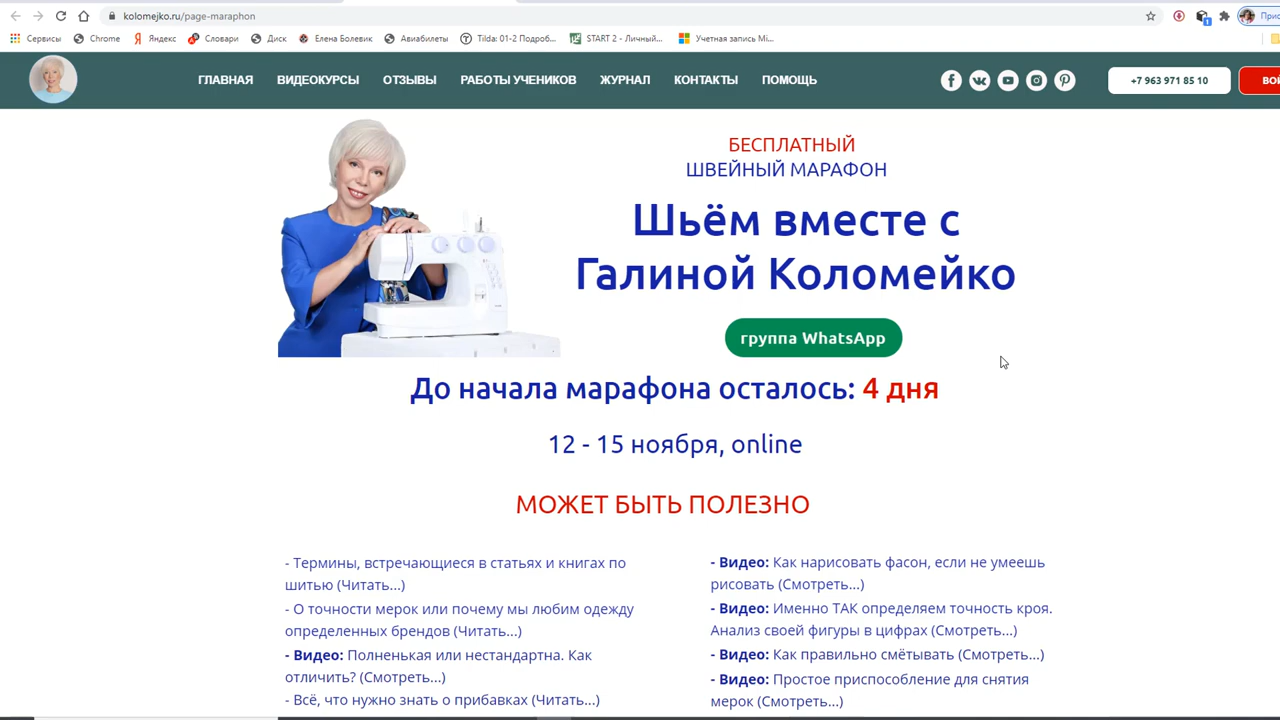 kolomejko.ru/page-maraphon
Сервисы Chrome Яндекс Словари Диск Елена Болевик Авиабилеты Tilda: 01-2 Подроб... START 2 - Личный... Учетная запись Mi...
ГЛАВНАЯ ВИДЕОКУРСЫ ОТЗЫВЫ РАБОТЫ УЧЕНИКОВ ЖУРНАЛ КОНТАКТЫ ПОМОЩЬ +7 963 971 85 10
БЕСПЛАТНЫЙ
ШВЕЙНЫЙ МАРАФОН
Шьём вместе с
Галиной Коломейко
группа WhatsApp
До начала марафона осталось: 4 дня
12 - 15 ноября, online
МОЖЕТ БЫТЬ ПОЛЕЗНО
- Термины, встречающиеся в статьях и книгах по
шитью (Читать...)
- О точности мерок или почему мы любим одежду
определенных брендов (Читать...)
- Видео: Полненькая или нестандартна. Как
отличить? (Смотреть...)
- Всё, что нужно знать о прибавках (Читать...)
- Видео: Как нарисовать фасон, если не умеешь
рисовать (Смотреть...)
- Видео: Именно ТАК определяем точность кроя.
Анализ своей фигуры в цифрах (Смотреть...)
- Видео: Как правильно смётывать (Смотреть...)
- Видео: Простое приспособление для снятия
мерок (Смотреть...)